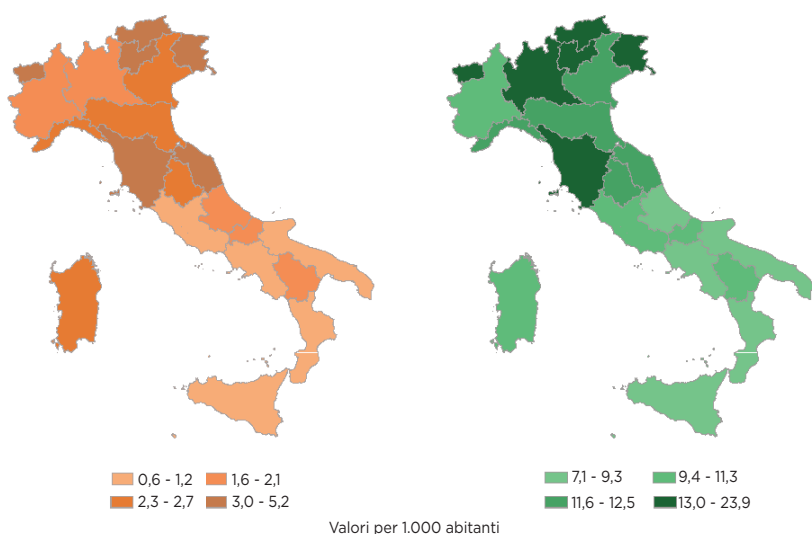 0,6 - 1,2 1,6 - 2,1
2,3 - 2,7 3,0 - 5,2
7,1 - 9,3 9,4 - 11,3
11,6 - 12,5 13,0 - 23,9
Valori per 1.000 abitanti